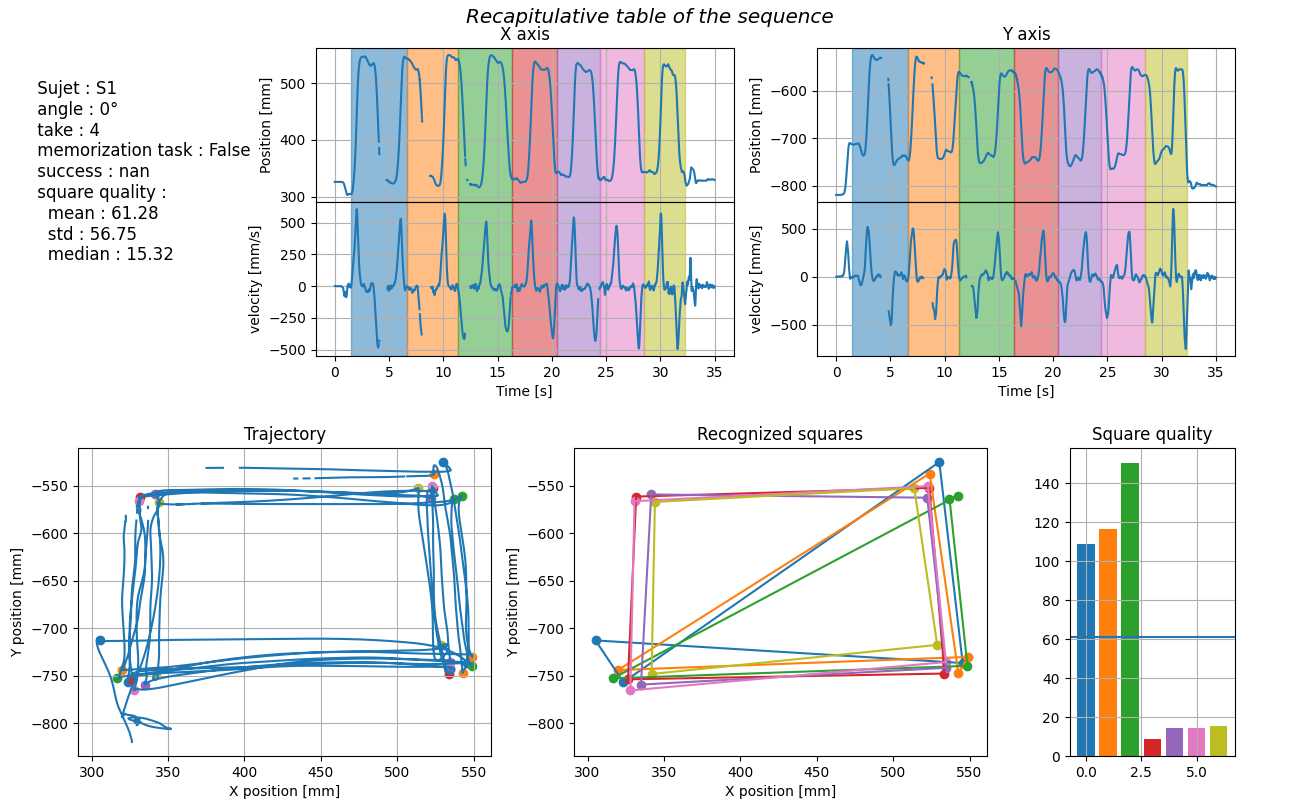 Recapitulative table of the sequence
Sujet : S1
angle : 0°
take : 4
memorization task : False
success : nan
square quality :
mean : 61.28
std : 56.75
median : 15.32
X axis
Position [mm]
500
400
300
velocity [mm/s]
500
250
0
−250
−500
0 5 10 15 20 25 30 35
Time [s]
Y axis
Position [mm]
−600
−700
−800
velocity [mm/s]
500
0
−500
0 5 10 15 20 25 30 35
Time [s]
Trajectory
Y position [mm]
−550
−600
−650
−700
−750
−800
300 350 400 450 500 550
X position [mm]
Recognized squares
Y position [mm]
−550
−600
−650
−700
−750
−800
300 350 400 450 500 550
X position [mm]
Square quality
140
120
100
80
60
40
20
0
0.0 2.5 5.0